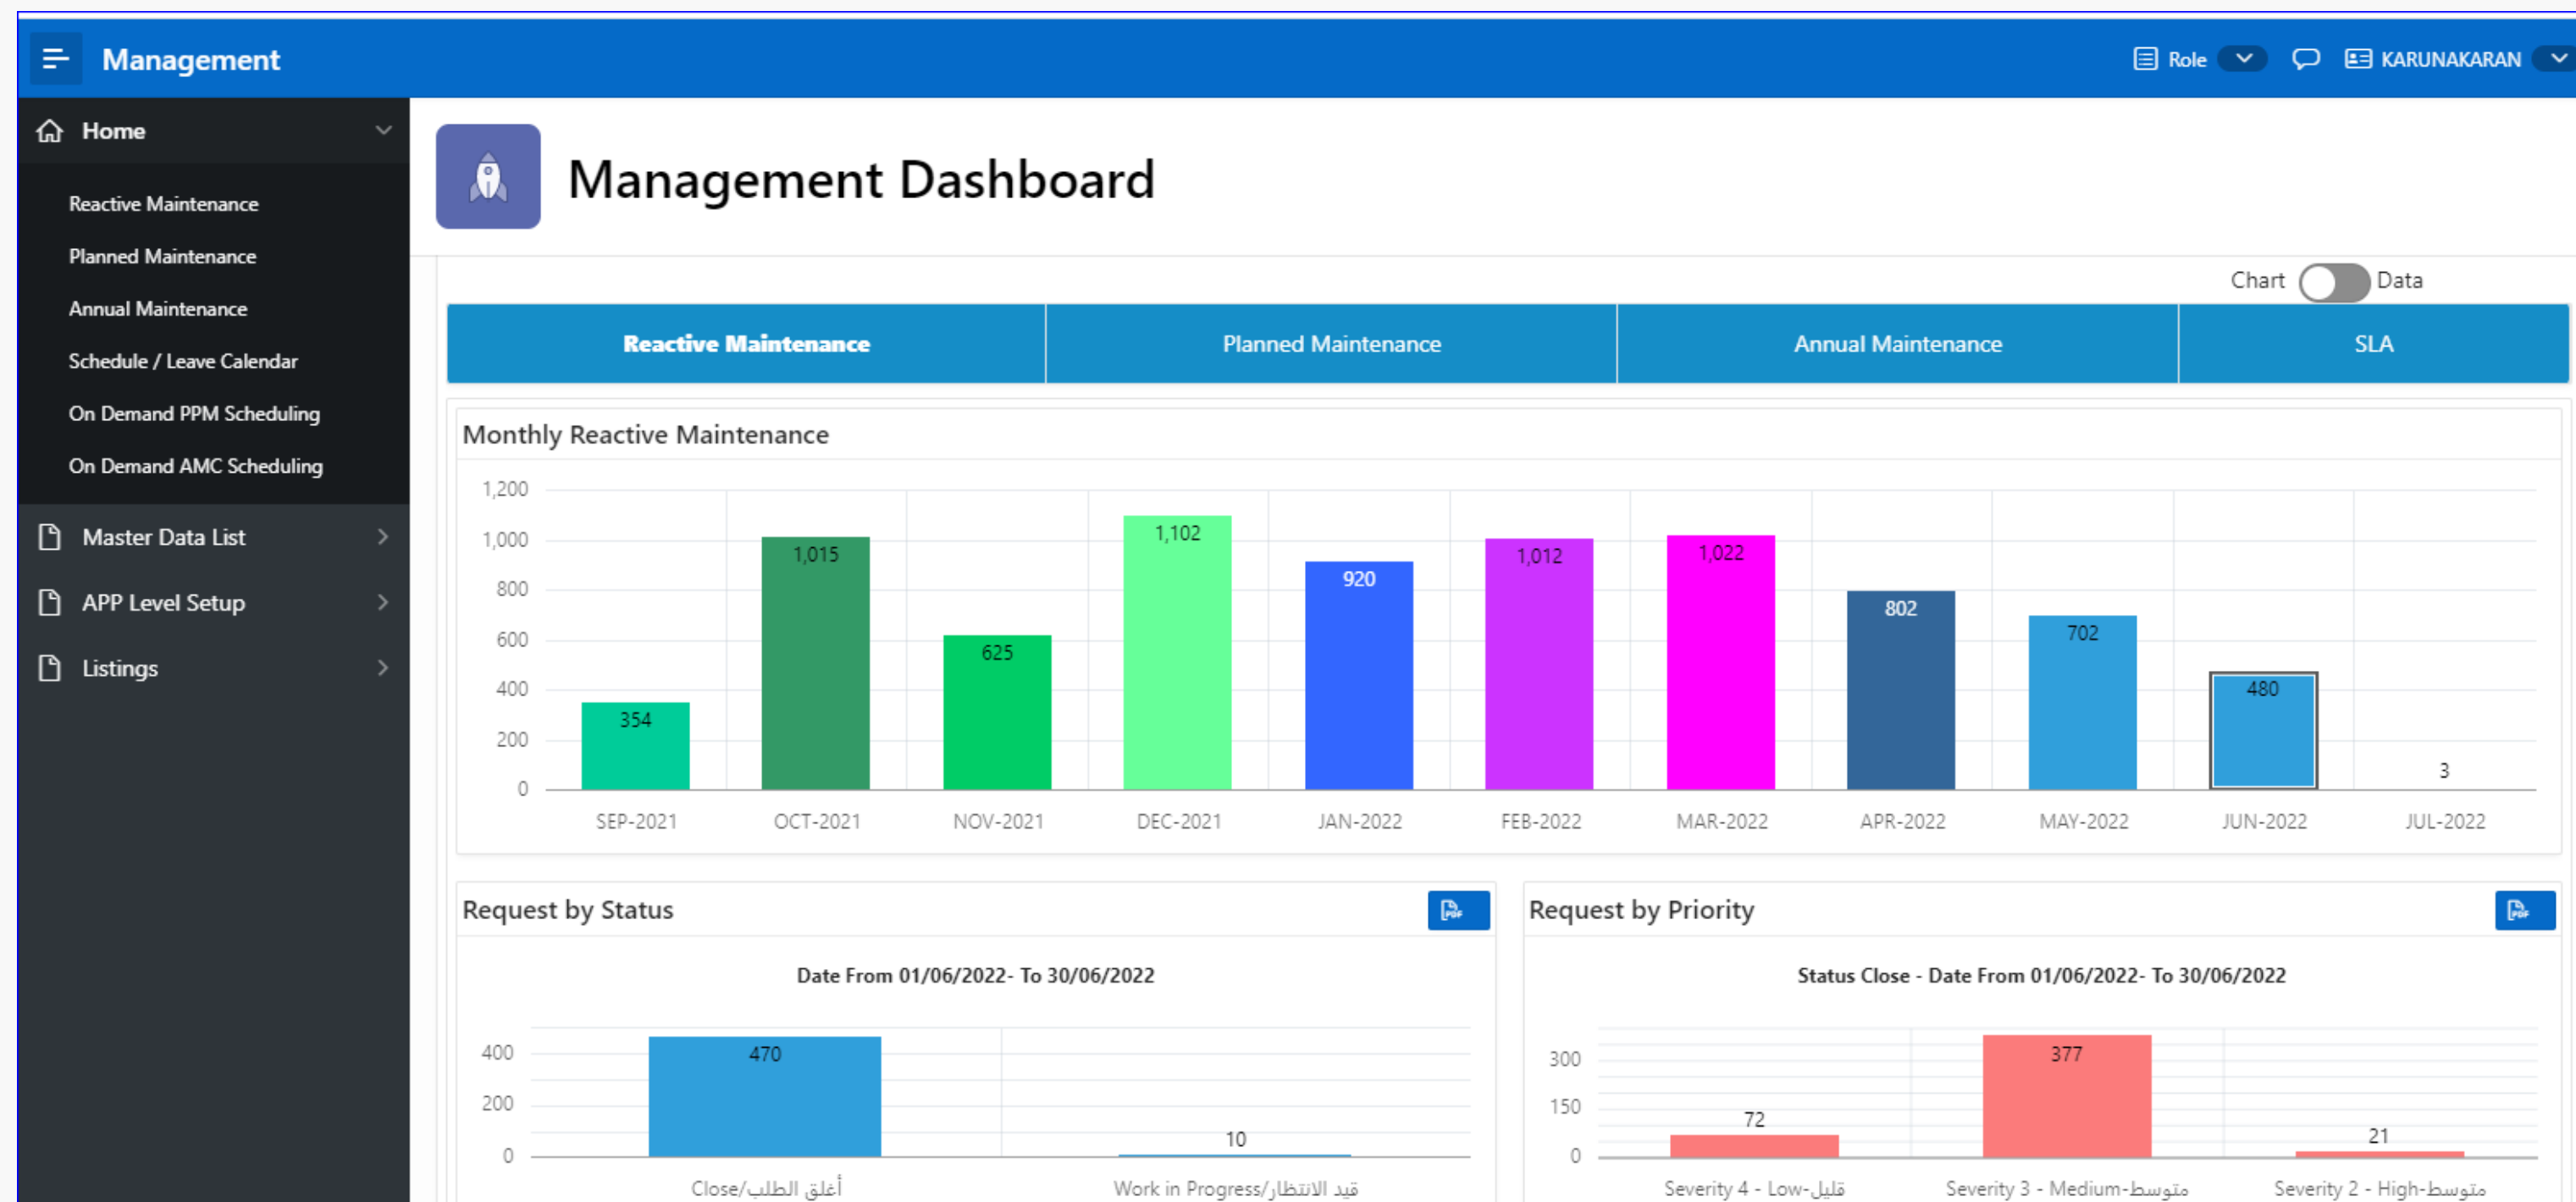 Management
Role
KARUNAKARAN
Home
Reactive Maintenance
Planned Maintenance
Annual Maintenance
Schedule / Leave Calendar
On Demand PPM Scheduling
On Demand AMC Scheduling
Master Data List
APP Level Setup
Listings
Management Dashboard
Chart Data
Reactive Maintenance Planned Maintenance Annual Maintenance SLA
Monthly Reactive Maintenance
1,200
1,000
800
600
400
200
0
354 1,015 625 1,102 920 1,012 1,022 802 702 480 3
SEP-2021 OCT-2021 NOV-2021 DEC-2021 JAN-2022 FEB-2022 MAR-2022 APR-2022 MAY-2022 JUN-2022 JUL-2022
Request by Status
PDF
Date From 01/06/2022- To 30/06/2022
400
200
0
470 10
Close/أغلق الطلب Work in Progress/قيد الانتظار
Request by Priority
PDF
Status Close - Date From 01/06/2022- To 30/06/2022
300
150
0
72 377 21
Severity 4 - Low-قليل Severity 3 - Medium-متوسط Severity 2 - High-متوسط